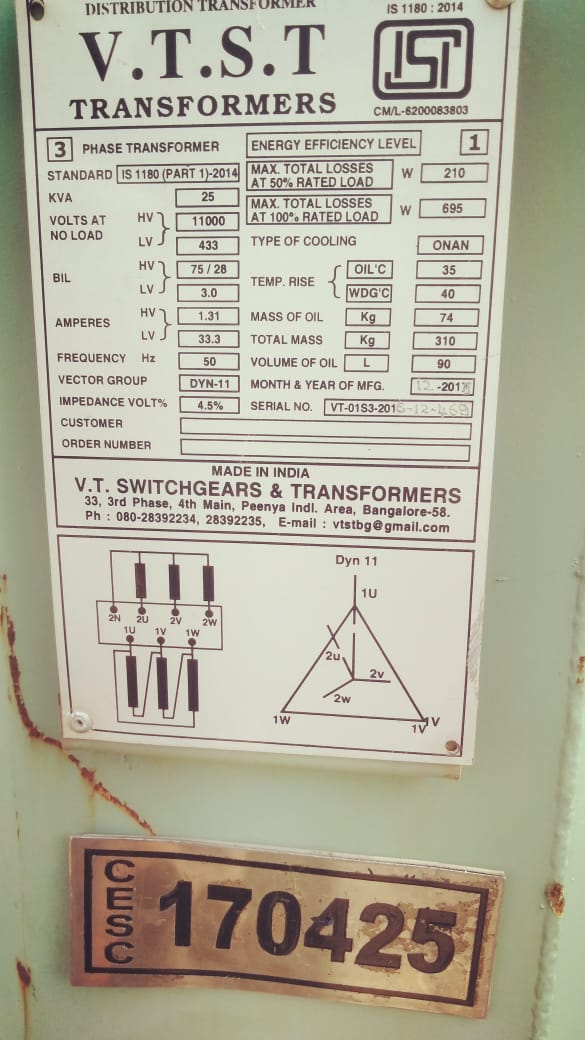 DISTRIBUTION TRANSFORMER
IS 1180 : 2014
V.T.S.T
TRANSFORMERS
ISI
CM/L-6200083803
3 PHASE TRANSFORMER
ENERGY EFFICIENCY LEVEL 1
STANDARD IS 1180 (PART 1)-2014
MAX. TOTAL LOSSES
AT 50% RATED LOAD W 210
KVA 25
MAX. TOTAL LOSSES
AT 100% RATED LOAD W 695
VOLTS AT
NO LOAD
HV 11000
LV 433
TYPE OF COOLING ONAN
BIL
HV 75 / 28
LV 3.0
TEMP. RISE
OIL'C 35
WDG'C 40
AMPERES
HV 1.31
LV 33.3
MASS OF OIL Kg 74
TOTAL MASS Kg 310
FREQUENCY Hz 50
VOLUME OF OIL L 90
VECTOR GROUP DYN-11
MONTH & YEAR OF MFG. 12 -201
IMPEDANCE VOLT% 4.5%
SERIAL NO. VT-01S3-201
CUSTOMER
ORDER NUMBER
MADE IN INDIA
V.T. SWITCHGEARS & TRANSFORMERS
33, 3rd Phase, 4th Main, Peenya Indl. Area, Bangalore-58.
Ph : 080-28392234, 28392235, E-mail : vtstbg@gmail.com
2N 2U 2V 2W
1U 1V 1W
Dyn 11
1U
2u
2v
2w
1W
1V
1V
CESC
170425